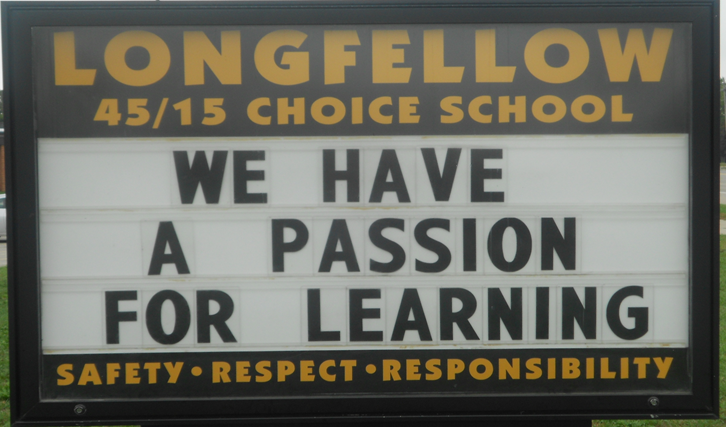 LONGFELLOW
45/15 CHOICE SCHOOL
WE HAVE
A PASSION
FOR LEARNING
SAFETY • RESPECT • RESPONSIBILITY